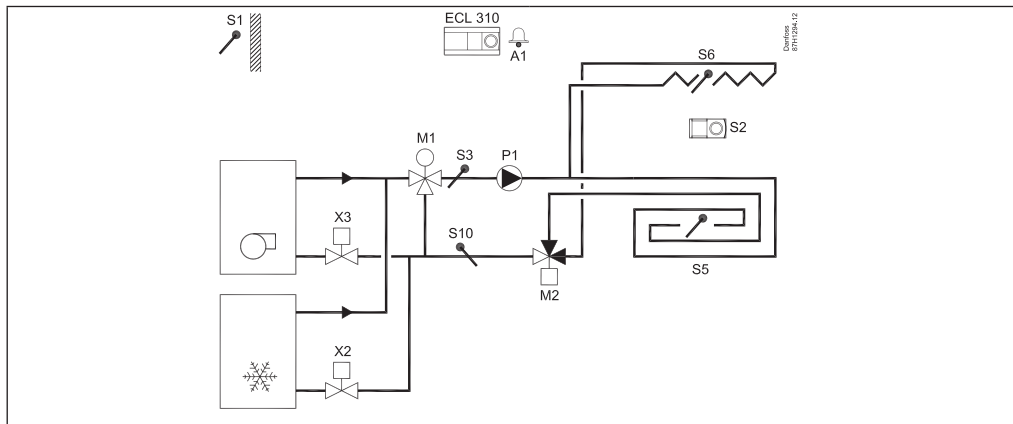 S1
ECL 310
A1
Danfoss
87H1294.12
S6
S2
M1
S3
P1
X3
S10
S5
M2
X2